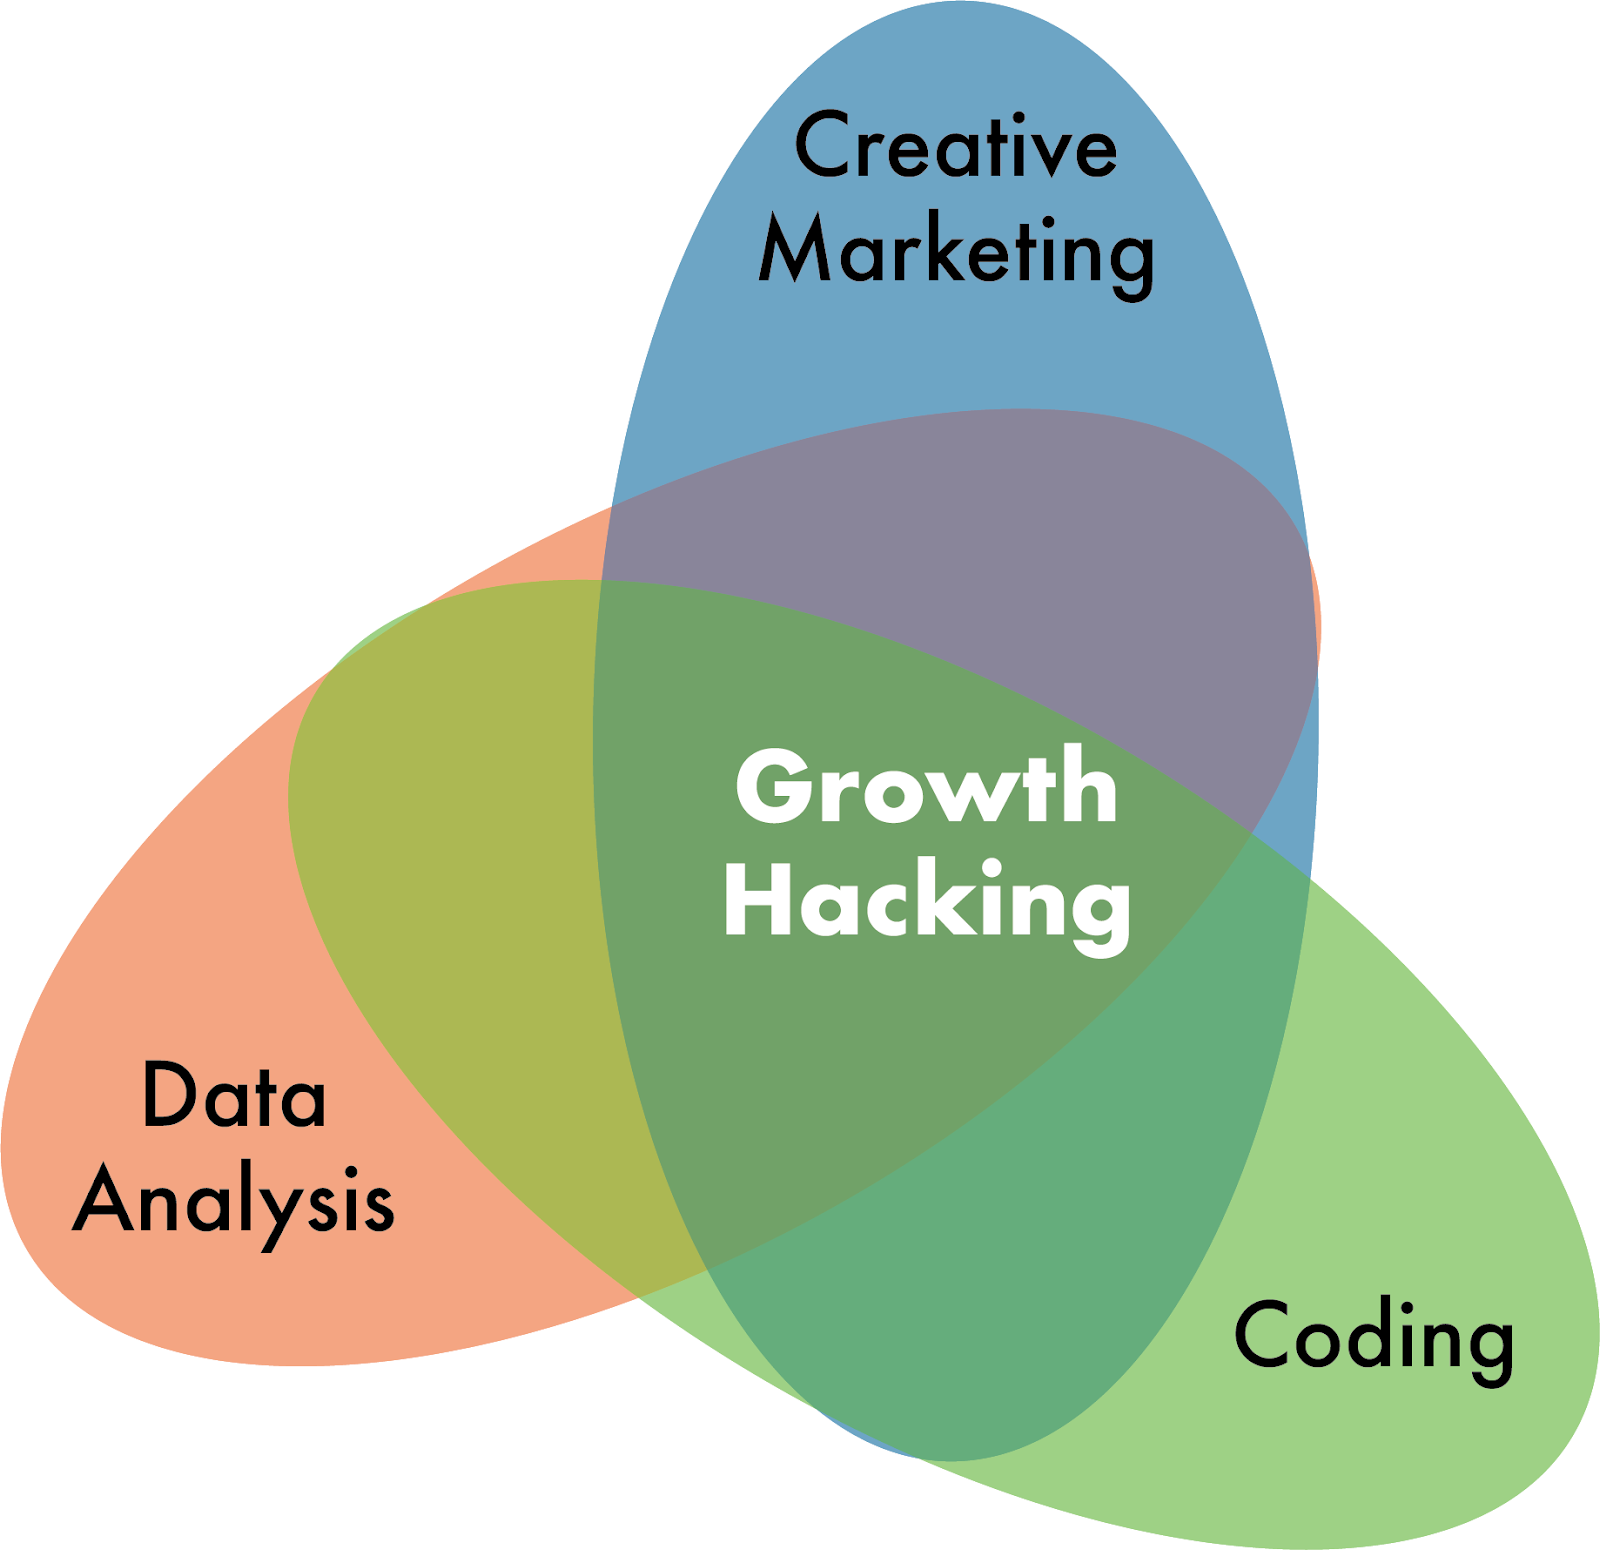 Creative
Marketing
Growth
Hacking
Data
Analysis
Coding